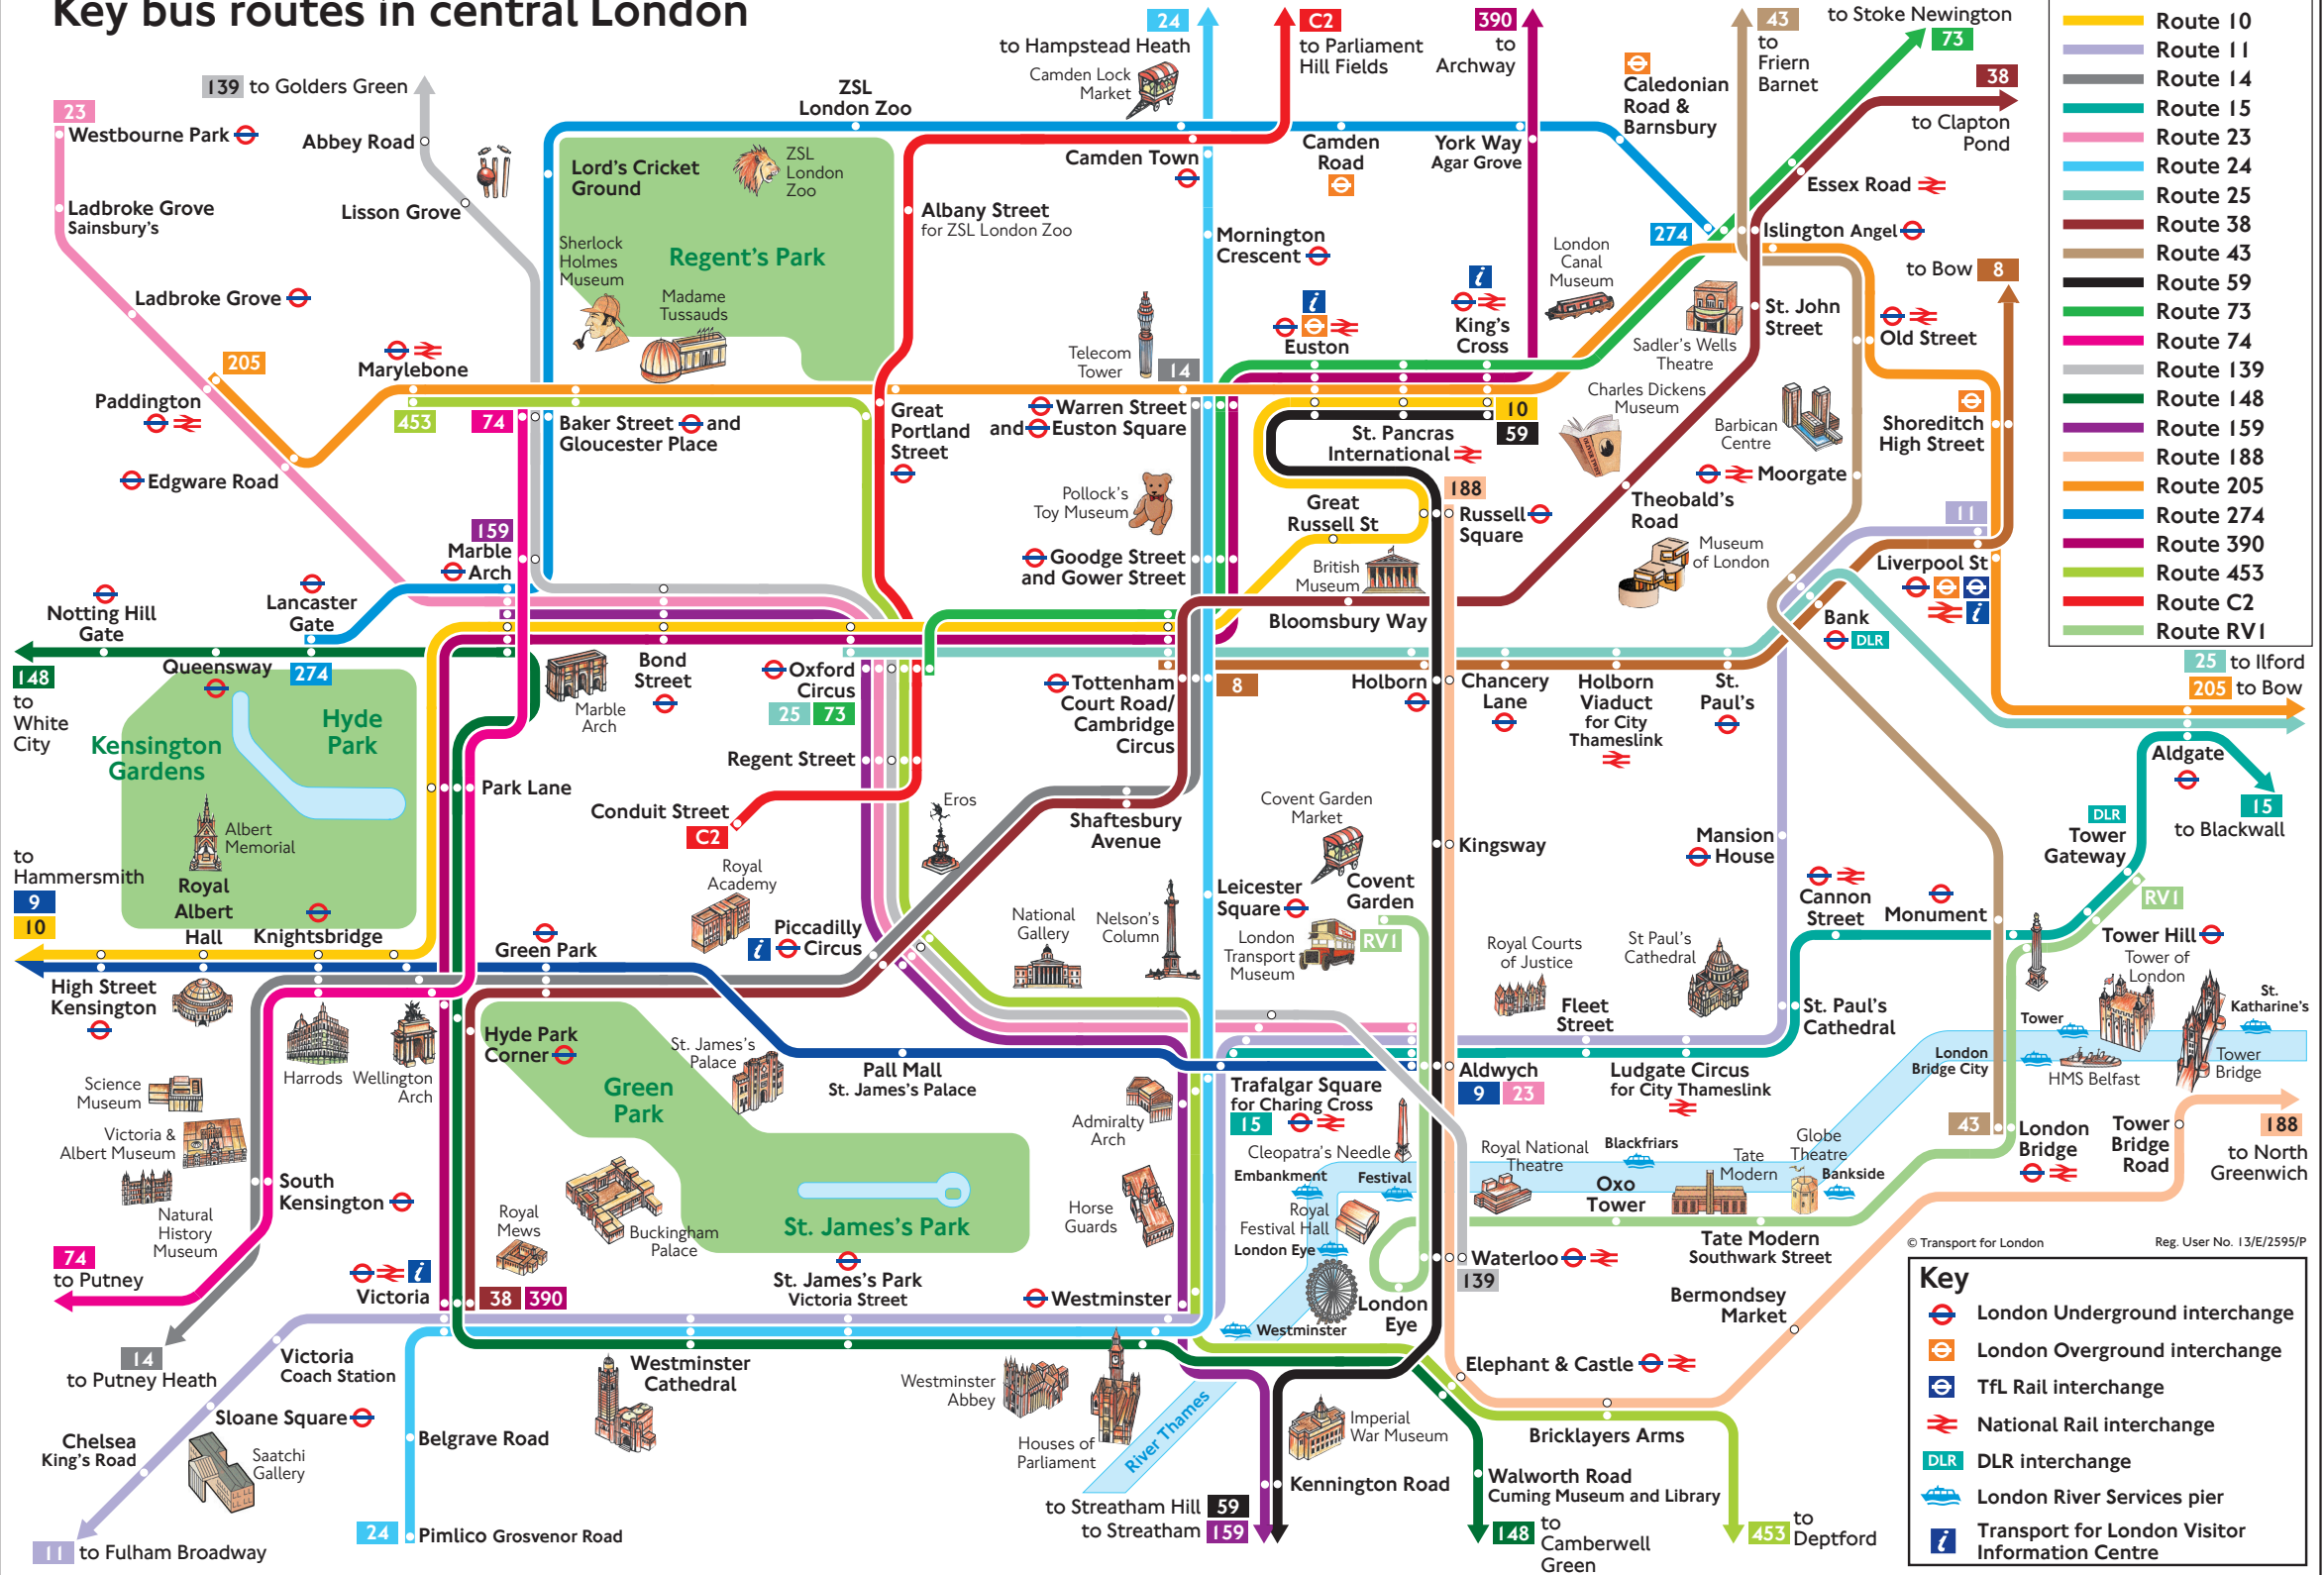 Key bus routes in central London
24
to Hampstead Heath
C2
to Parliament
Hill Fields
390
to
Archway
43
to
Friern
Barnet
to Stoke Newington
73
38
to Clapton
Pond
139 to Golders Green
23
Westbourne Park
Abbey Road
ZSL
London Zoo
Camden Lock
Market
Caledonian
Road &
Barnsbury
Ladbroke Grove
Sainsbury's
Lisson Grove
Lord's Cricket
Ground
ZSL
London
Zoo
Camden Town
Camden
Road
York Way
Agar Grove
Essex Road
Albany Street
for ZSL London Zoo
Mornington
Crescent
274
Islington Angel
Sherlock
Holmes
Museum
Regent's Park
Madame
Tussauds
London
Canal
Museum
to Bow 8
Ladbroke Grove
i
Euston
i
King's
Cross
St. John
Street
Old Street
Sadler's Wells
Theatre
205
Marylebone
Telecom
Tower
14
Paddington
453
74
Baker Street and
Gloucester Place
Great
Portland
Street
Warren Street
and Euston Square
10
59
St. Pancras
International
Charles Dickens
Museum
Barbican
Centre
Shoreditch
High Street
Edgware Road
Pollock's
Toy Museum
Great
Russell St
188
Russell
Square
Moorgate
Theobald's
Road
Museum
of London
159
Marble
Arch
Goodge Street
and Gower Street
British
Museum
11
Liverpool St
i
Notting Hill
Gate
Lancaster
Gate
Bloomsbury Way
Bank
DLR
148
to
White
City
Queensway
274
Marble
Arch
Bond
Street
Oxford
Circus
25 73
Tottenham
Court Road/
Cambridge
Circus
8
Holborn
Chancery
Lane
Holborn
Viaduct
for City
Thameslink
St.
Paul's
25 to Ilford
205 to Bow
Hyde
Park
Kensington
Gardens
Albert
Memorial
Royal
Albert
Hall
Park Lane
Regent Street
Conduit Street
C2
Eros
Shaftesbury
Avenue
Covent Garden
Market
Kingsway
Mansion
House
Aldgate
DLR
Tower
Gateway
15
to Blackwall
to
Hammersmith
9
10
Knightsbridge
Royal
Academy
Green Park
i Piccadilly
Circus
National
Gallery
Nelson's
Column
Leicester
Square
Covent
Garden
London
Transport
Museum
RV1
Royal Courts
of Justice
St Paul's
Cathedral
Cannon
Street
Monument
RV1
Tower Hill
Tower of
London
High Street
Kensington
Harrods
Wellington
Arch
Hyde Park
Corner
St. James's
Palace
Pall Mall
St. James's Palace
Green
Park
Fleet
Street
St. Paul's
Cathedral
Tower
St.
Katharine's
London
Bridge City
HMS Belfast
Tower
Bridge
Science
Museum
Victoria &
Albert Museum
Natural
History
Museum
South
Kensington
Admiralty
Arch
Trafalgar Square
for Charing Cross
15
Aldwych
9 23
Ludgate Circus
for City Thameslink
Cleopatra's Needle
Embankment
Festival
Royal National
Theatre
Blackfriars
Tate
Modern
Globe
Theatre
Bankside
43
London
Bridge
Tower
Bridge
Road
188
to North
Greenwich
Royal
Mews
Buckingham
Palace
St. James's Park
Horse
Guards
Royal
Festival Hall
London Eye
Oxo
Tower
Tate Modern
Southwark Street
© Transport for London
Reg. User No. 13/E/2595/P
74
to Putney
i
Victoria
38 390
St. James's Park
Victoria Street
Westminster
Westminster
London
Eye
Waterloo
139
Bermondsey
Market
14
to Putney Heath
Victoria
Coach Station
Westminster
Cathedral
Westminster
Abbey
Houses of
Parliament
River Thames
Elephant & Castle
Bricklayers Arms
Imperial
War Museum
Sloane Square
Chelsea
King's Road
Saatchi
Gallery
Belgrave Road
Kennington Road
Walworth Road
Cuming Museum and Library
11 to Fulham Broadway
24 Pimlico Grosvenor Road
to Streatham Hill 59
to Streatham 159
148 to
Camberwell
Green
453 to
Deptford
Route 10
Route 11
Route 14
Route 15
Route 23
Route 24
Route 25
Route 38
Route 43
Route 59
Route 73
Route 74
Route 139
Route 148
Route 159
Route 188
Route 205
Route 274
Route 390
Route 453
Route C2
Route RV1
Key
London Underground interchange
London Overground interchange
TfL Rail interchange
National Rail interchange
DLR DLR interchange
London River Services pier
i Transport for London Visitor
Information Centre